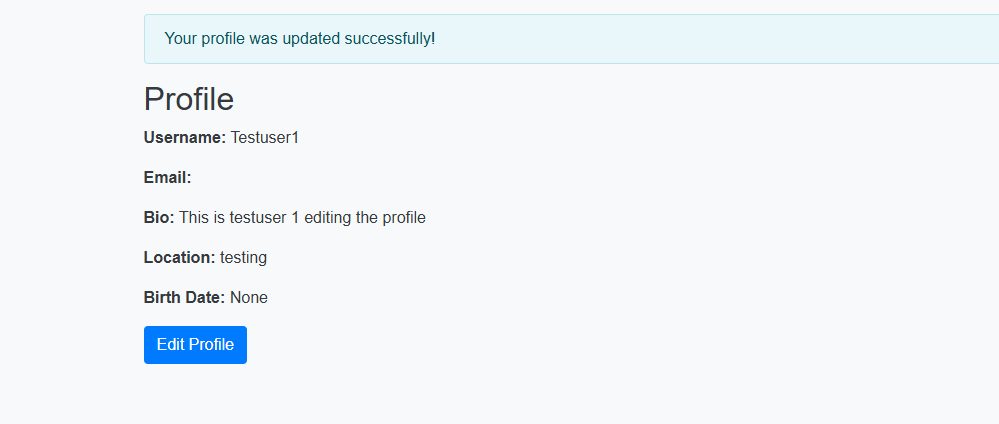 Your profile was updated successfully!
Profile
Username: Testuser1
Email:
Bio: This is testuser 1 editing the profile
Location: testing
Birth Date: None
Edit Profile